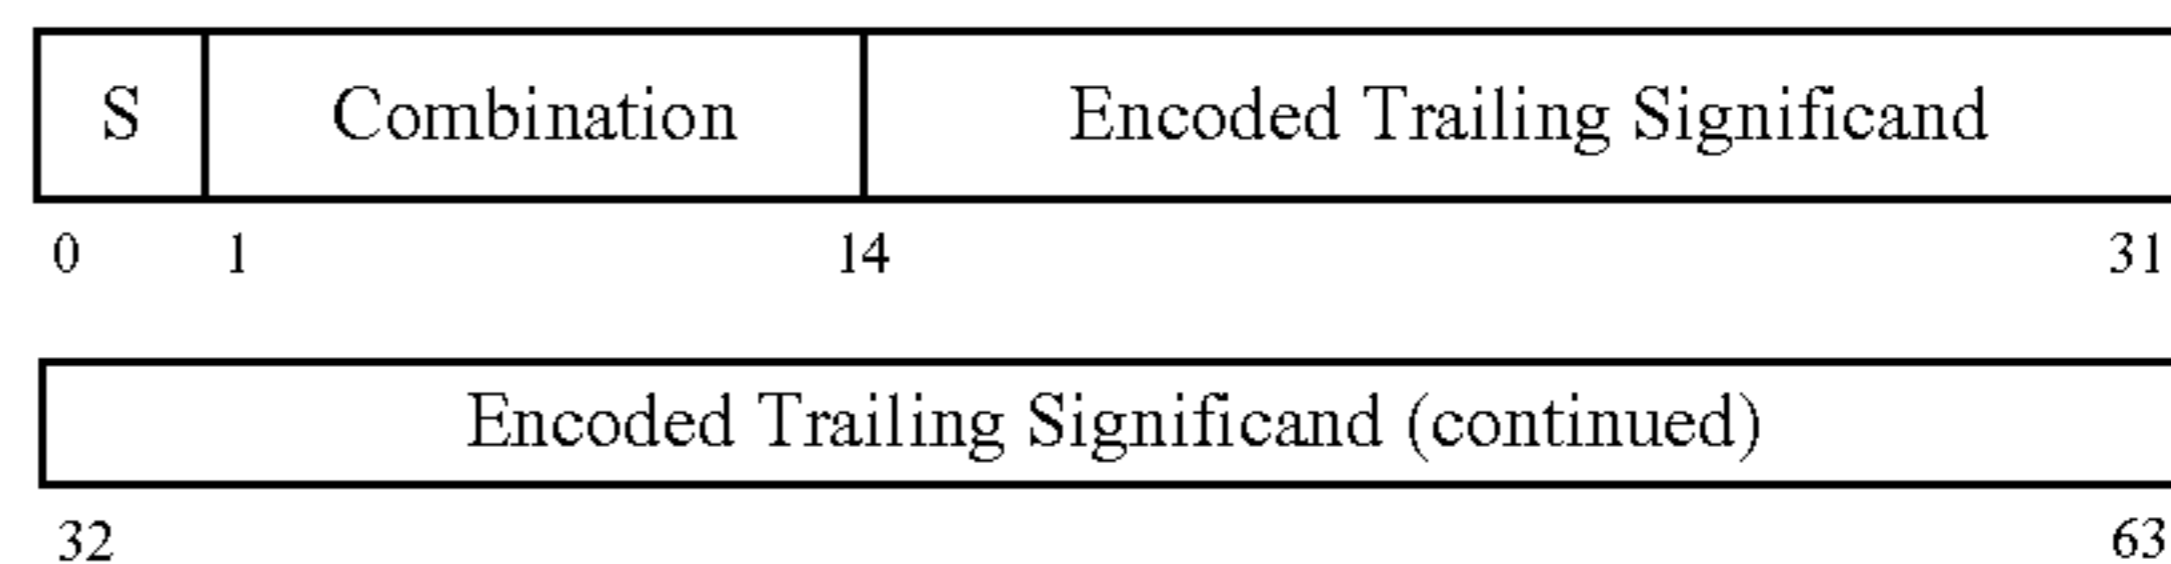 S Combination Encoded Trailing Significand
0 1 14 31
Encoded Trailing Significand (continued)
32 63